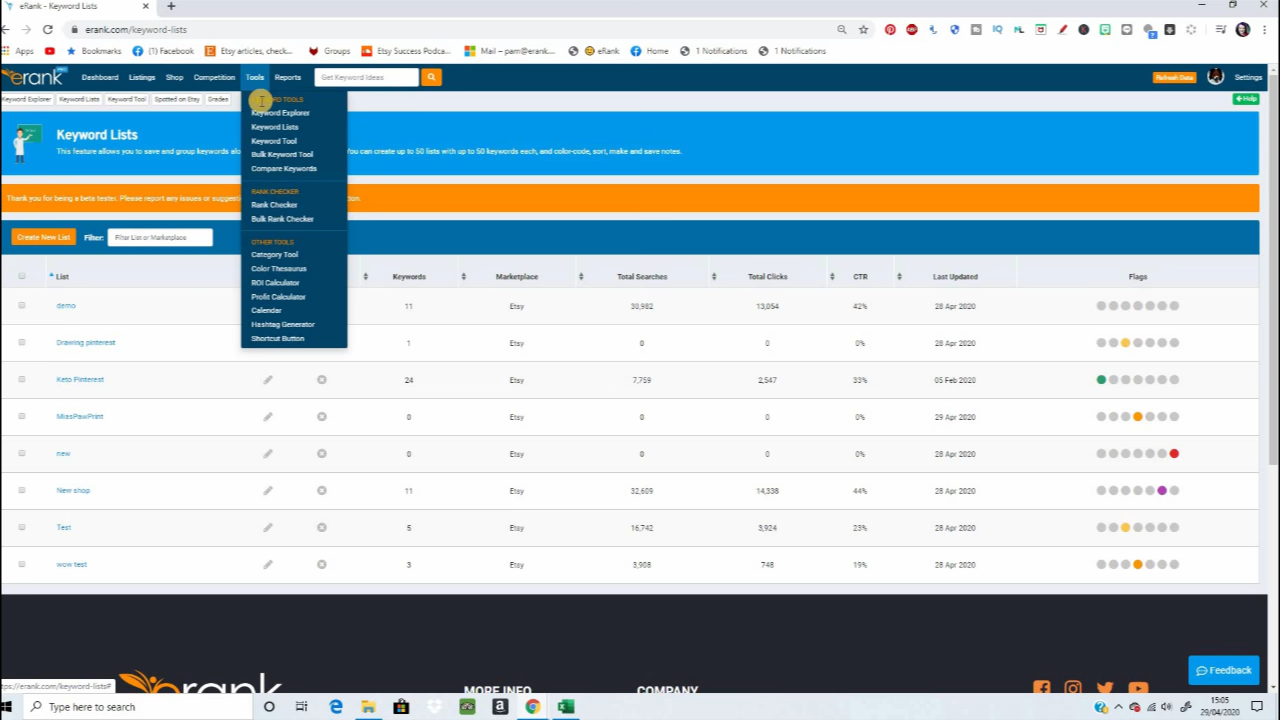 eRank - Keyword Lists
erank.com/keyword-lists
Apps Bookmarks (1) Facebook Etsy articles, check... Groups Etsy Success Podc... Mail – pam@erank.... eRank Home 1 Notifications (1) Notifications
erank Dashboard Listings Shop Competition Tools Reports Get Keyword Ideas Refresh Data Settings
Keyword Explorer Keyword Lists Keyword Tool Spotted on Etsy Grades Help
TOOLS
Keyword Explorer
Keyword Lists
Keyword Tool
Bulk Keyword Tool
Compare Keywords
RANK CHECKER
Rank Checker
Bulk Rank Checker
OTHER TOOLS
Category Tool
Color Thesaurus
ROI Calculator
Profit Calculator
Calendar
Hashtag Generator
Shortcut Button
Keyword Lists
This feature allows you to save and group keywords alo ou can create up to 50 lists with up to 50 keywords each, and color-code, sort, make and save notes.
Thank you for being a beta tester. Please report any issues or suggesti on.
Create New List Filter: Filter List or Marketplace
List Keywords Marketplace Total Searches Total Clicks CTR Last Updated Flags
demo 11 Etsy 30,982 13,054 42% 28 Apr 2020
Drawing pinterest 1 Etsy 0 0 0% 28 Apr 2020
Keto Pinterest 24 Etsy 7,759 2,547 33% 05 Feb 2020
MiasPawPrint 0 Etsy 0 0 0% 29 Apr 2020
new 0 Etsy 0 0 0% 28 Apr 2020
New shop 11 Etsy 32,609 14,338 44% 28 Apr 2020
Test 5 Etsy 16,742 3,924 23% 28 Apr 2020
wow test 3 Etsy 3,908 748 19% 28 Apr 2020
Feedback
erank MORE INFO COMPANY
ps://erank.com/keyword-lists#
Type here to search
15:05
29/04/2020